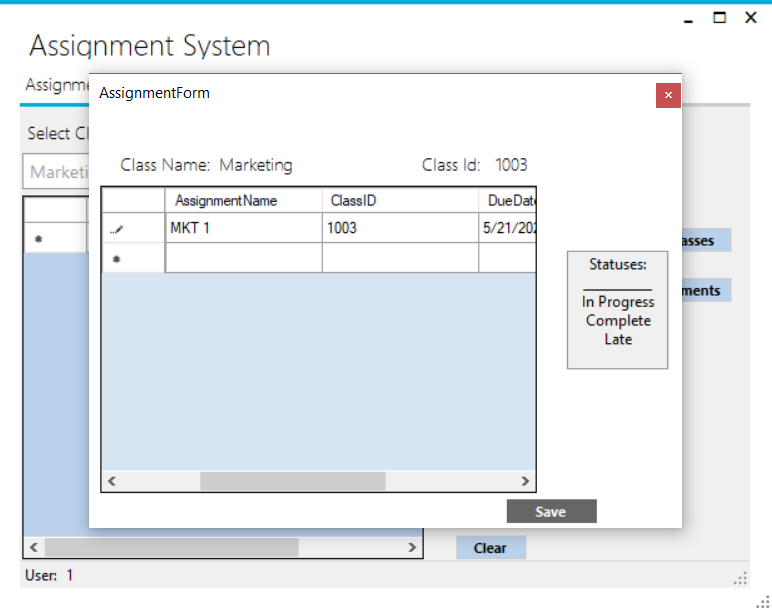 Assignment System
Assignme
AssignmentForm
Select Cl
Class Name: Marketing Class Id: 1003
Marketi
AssignmentName ClassID DueDate
MKT 1 1003 5/21/202
asses
Statuses:
ments
In Progress
Complete
Late
Save
Clear
User: 1